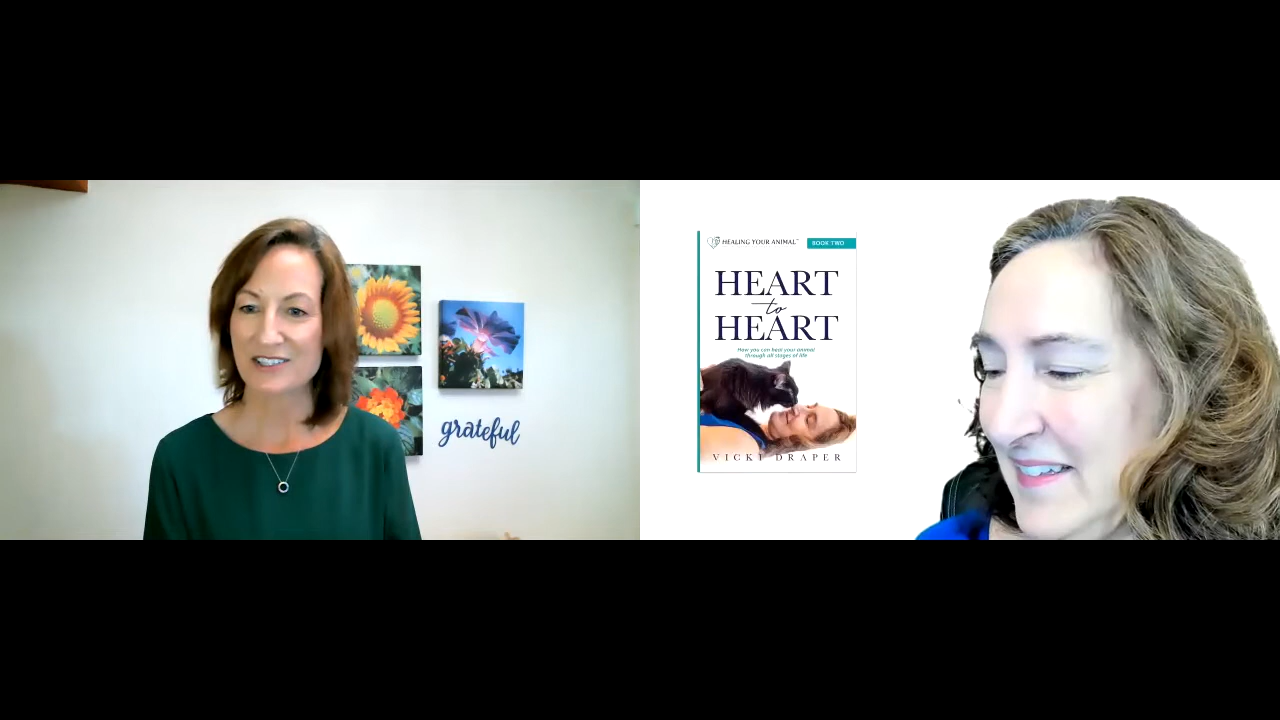 grateful
HEALING YOUR ANIMAL™
BOOK TWO
HEART
to
HEART
How you can heal your animal
through all stages of life
VICKI DRAPER